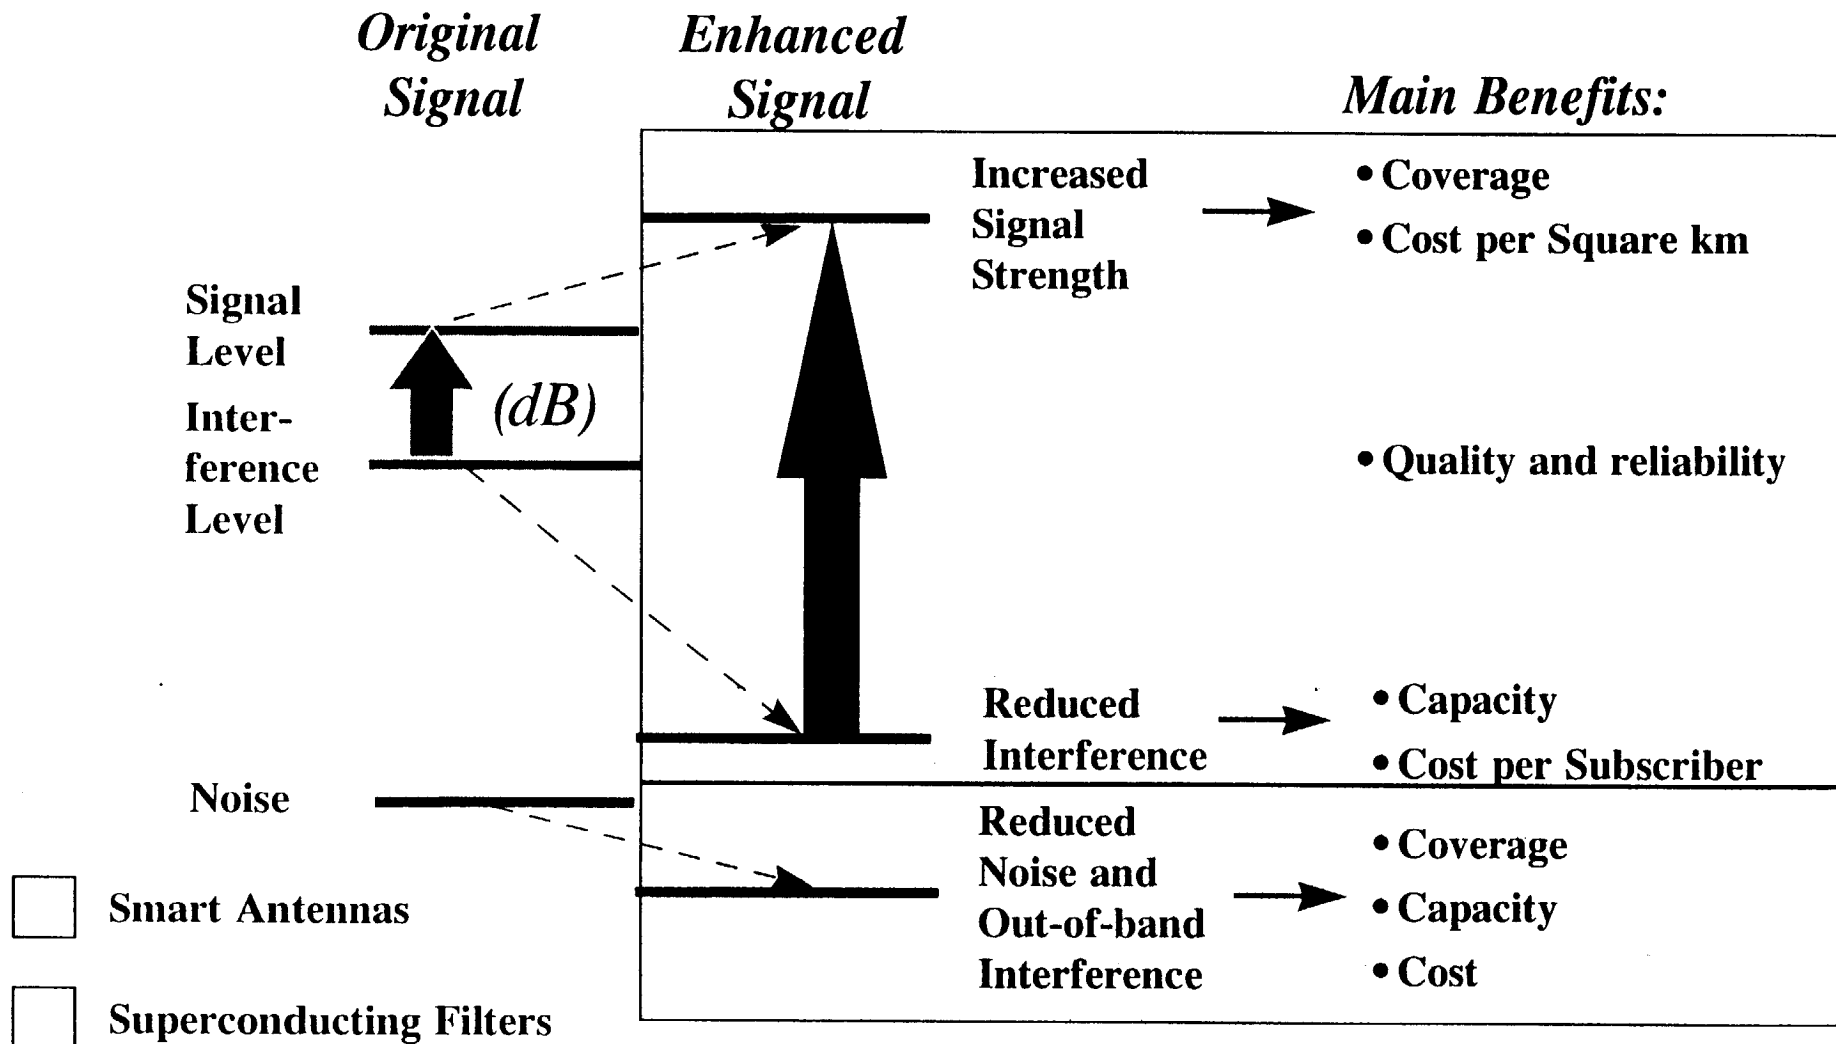 Original
Signal
Enhanced
Signal
Main Benefits:
Increased
Signal
Strength
• Coverage
• Cost per Square km
Signal
Level
(dB)
Inter-
ference
Level
• Quality and reliability
Reduced
Interference
• Capacity
• Cost per Subscriber
Noise
Reduced
Noise and
Out-of-band
Interference
• Coverage
• Capacity
• Cost
Smart Antennas
Superconducting Filters